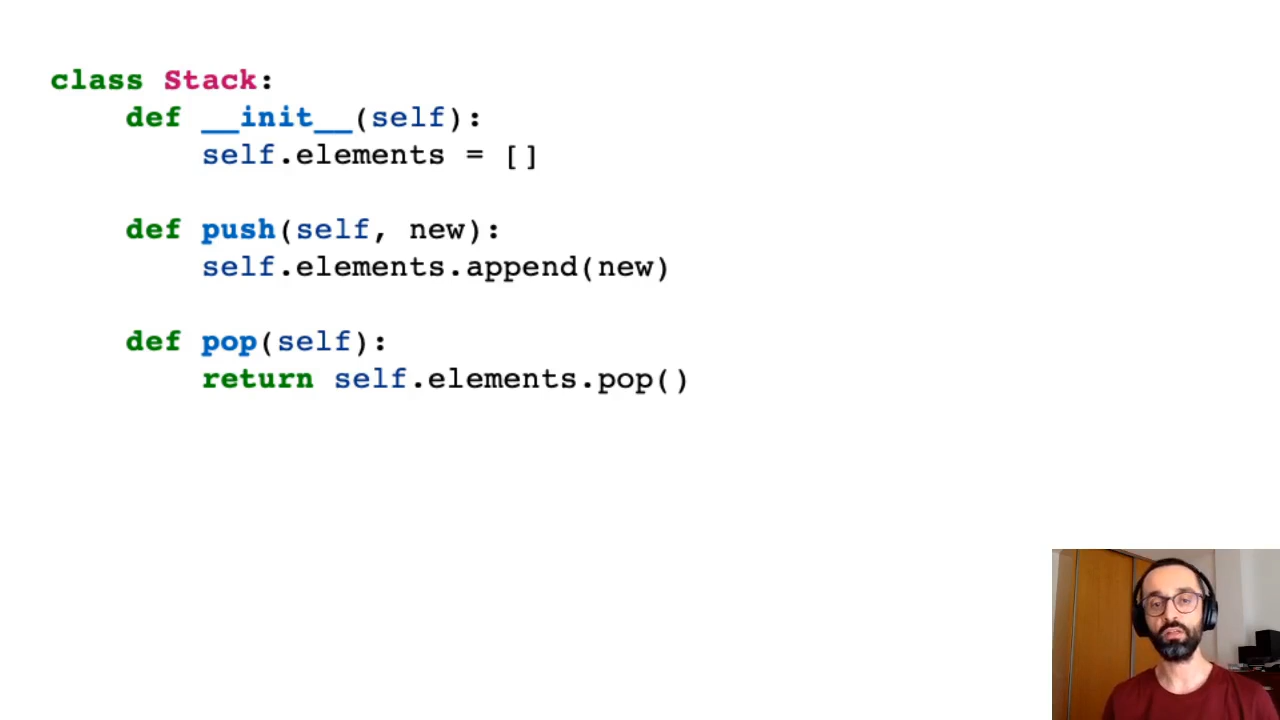 class Stack:
    def __init__(self):
        self.elements = []
    def push(self, new):
        self.elements.append(new)
    def pop(self):
        return self.elements.pop()